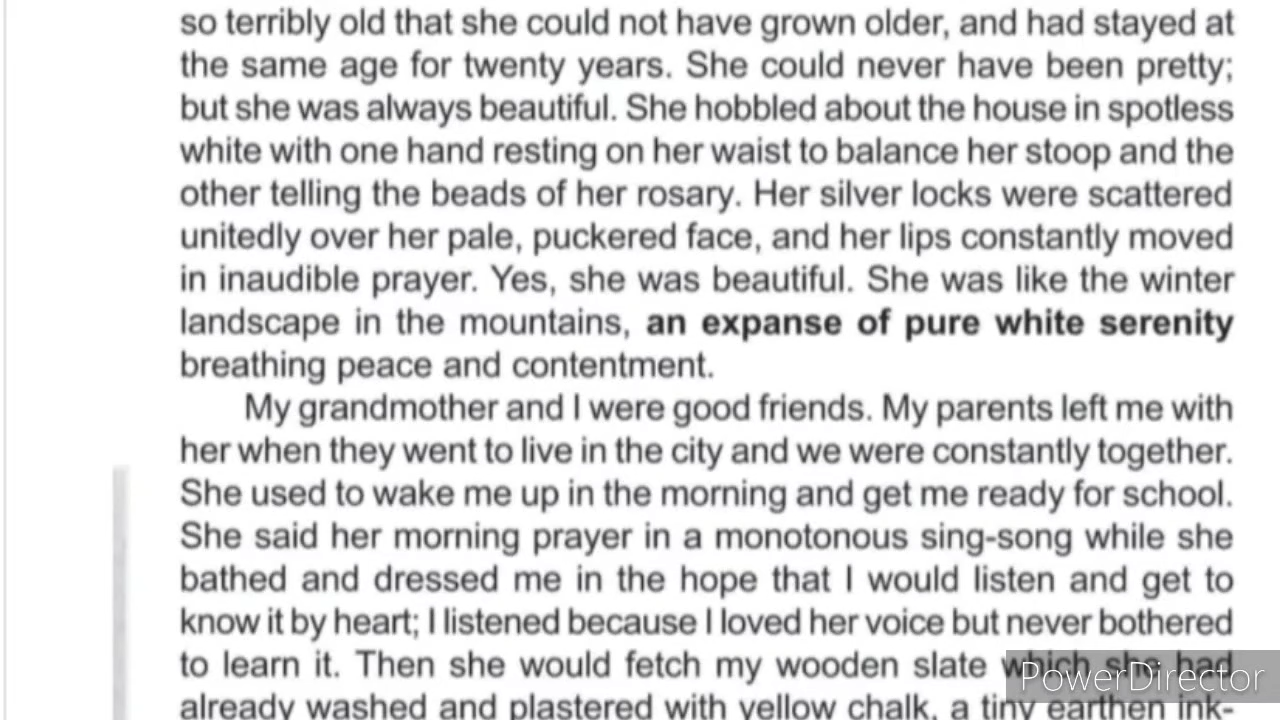 so terribly old that she could not have grown older, and had stayed at
the same age for twenty years. She could never have been pretty;
but she was always beautiful. She hobbled about the house in spotless
white with one hand resting on her waist to balance her stoop and the
other telling the beads of her rosary. Her silver locks were scattered
unitedly over her pale, puckered face, and her lips constantly moved
in inaudible prayer. Yes, she was beautiful. She was like the winter
landscape in the mountains, an expanse of pure white serenity
breathing peace and contentment.
My grandmother and I were good friends. My parents left me with
her when they went to live in the city and we were constantly together.
She used to wake me up in the morning and get me ready for school.
She said her morning prayer in a monotonous sing-song while she
bathed and dressed me in the hope that I would listen and get to
know it by heart; I listened because I loved her voice but never bothered
to learn it. Then she would fetch my wooden slate which she had
already washed and plastered with yellow chalk, a tiny earthen ink-
PowerDirector